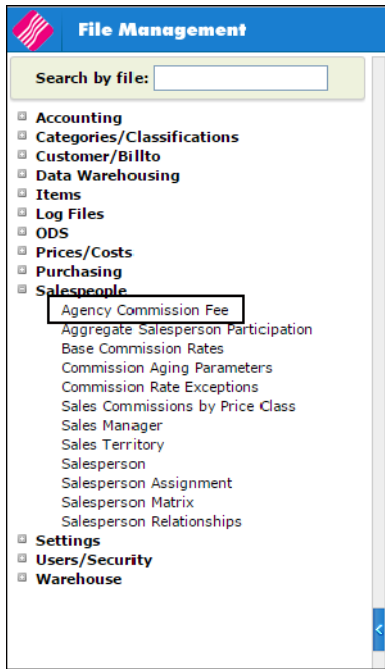 File Management
Search by file:
Accounting
Categories/Classifications
Customer/Billto
Data Warehousing
Items
Log Files
ODS
Prices/Costs
Purchasing
Salespeople
Agency Commission Fee
Aggregate Salesperson Participation
Base Commission Rates
Commission Aging Parameters
Commission Rate Exceptions
Sales Commissions by Price Class
Sales Manager
Sales Territory
Salesperson
Salesperson Assignment
Salesperson Matrix
Salesperson Relationships
Settings
Users/Security
Warehouse